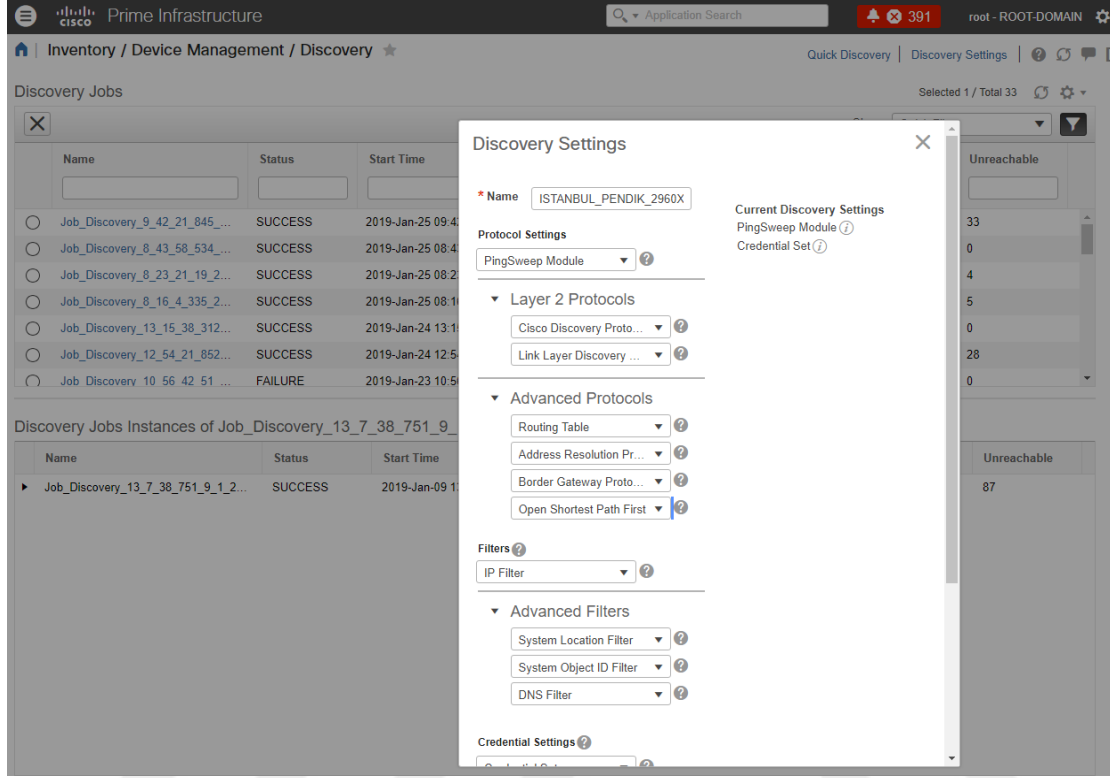 cisco Prime Infrastructure
Application Search
391
root - ROOT-DOMAIN
Inventory / Device Management / Discovery
Quick Discovery | Discovery Settings
Discovery Jobs
Selected 1 / Total 33
Name Status Start Time Unreachable
Job_Discovery_9_42_21_845_... SUCCESS 2019-Jan-25 09:4 33
Job_Discovery_8_43_58_534_... SUCCESS 2019-Jan-25 08:4 0
Job_Discovery_8_23_21_19_2... SUCCESS 2019-Jan-25 08:2 4
Job_Discovery_8_16_4_335_2... SUCCESS 2019-Jan-25 08:1 5
Job_Discovery_13_15_38_312... SUCCESS 2019-Jan-24 13:1 0
Job_Discovery_12_54_21_852... SUCCESS 2019-Jan-24 12:5 28
Job_Discovery_10_56_42_51_... FAILURE 2019-Jan-23 10:5 0
Discovery Jobs Instances of Job_Discovery_13_7_38_751_9_
Name Status Start Time Unreachable
Job_Discovery_13_7_38_751_9_1_2... SUCCESS 2019-Jan-09 1 87
Discovery Settings
* Name ISTANBUL_PENDIK_2960X
Protocol Settings
PingSweep Module
Layer 2 Protocols
Cisco Discovery Proto...
Link Layer Discovery ...
Advanced Protocols
Routing Table
Address Resolution Pr...
Border Gateway Proto...
Open Shortest Path First
Filters
IP Filter
Advanced Filters
System Location Filter
System Object ID Filter
DNS Filter
Credential Settings
Current Discovery Settings
PingSweep Module
Credential Set